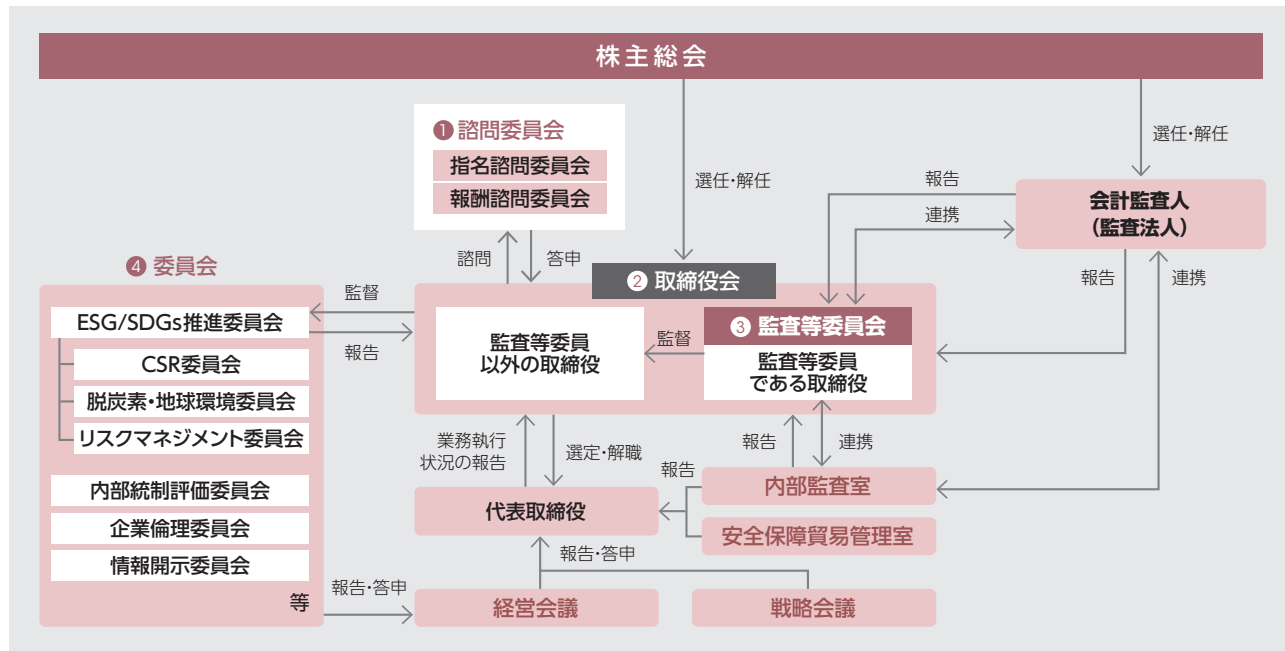 株主総会
❶ 諮問委員会
指名諮問委員会
報酬諮問委員会
選任・解任
選任・解任
報告
連携
会計監査人
（監査法人）
諮問
答申
報告
連携
❹ 委員会
監督
報告
ESG/SDGs推進委員会
CSR委員会
脱炭素・地球環境委員会
リスクマネジメント委員会
内部統制評価委員会
企業倫理委員会
情報開示委員会
等
❷ 取締役会
監査等委員
以外の取締役
監督
❸ 監査等委員会
監査等委員
である取締役
業務執行
状況の報告
選定・解職
報告
連携
報告
代表取締役
内部監査室
安全保障貿易管理室
報告・答申
報告・答申
経営会議
戦略会議